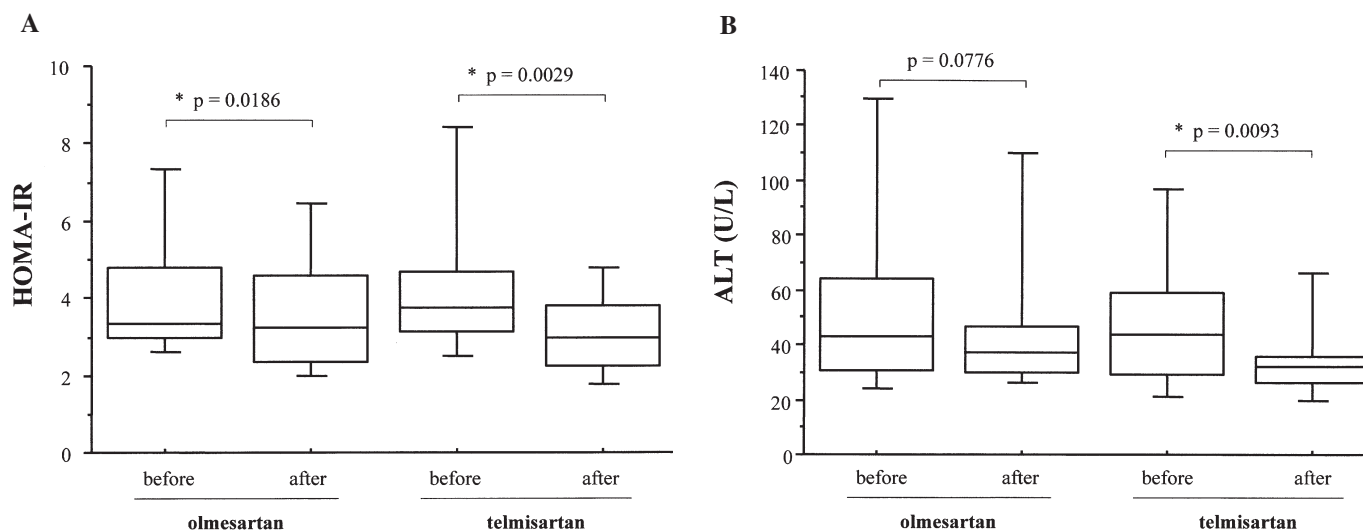 A
HOMA-IR
10
8
6
4
2
0
* p = 0.0186
* p = 0.0029
before after before after
olmesartan telmisartan
B
ALT (U/L)
140
120
100
80
60
40
20
0
p = 0.0776
* p = 0.0093
before after before after
olmesartan telmisartan